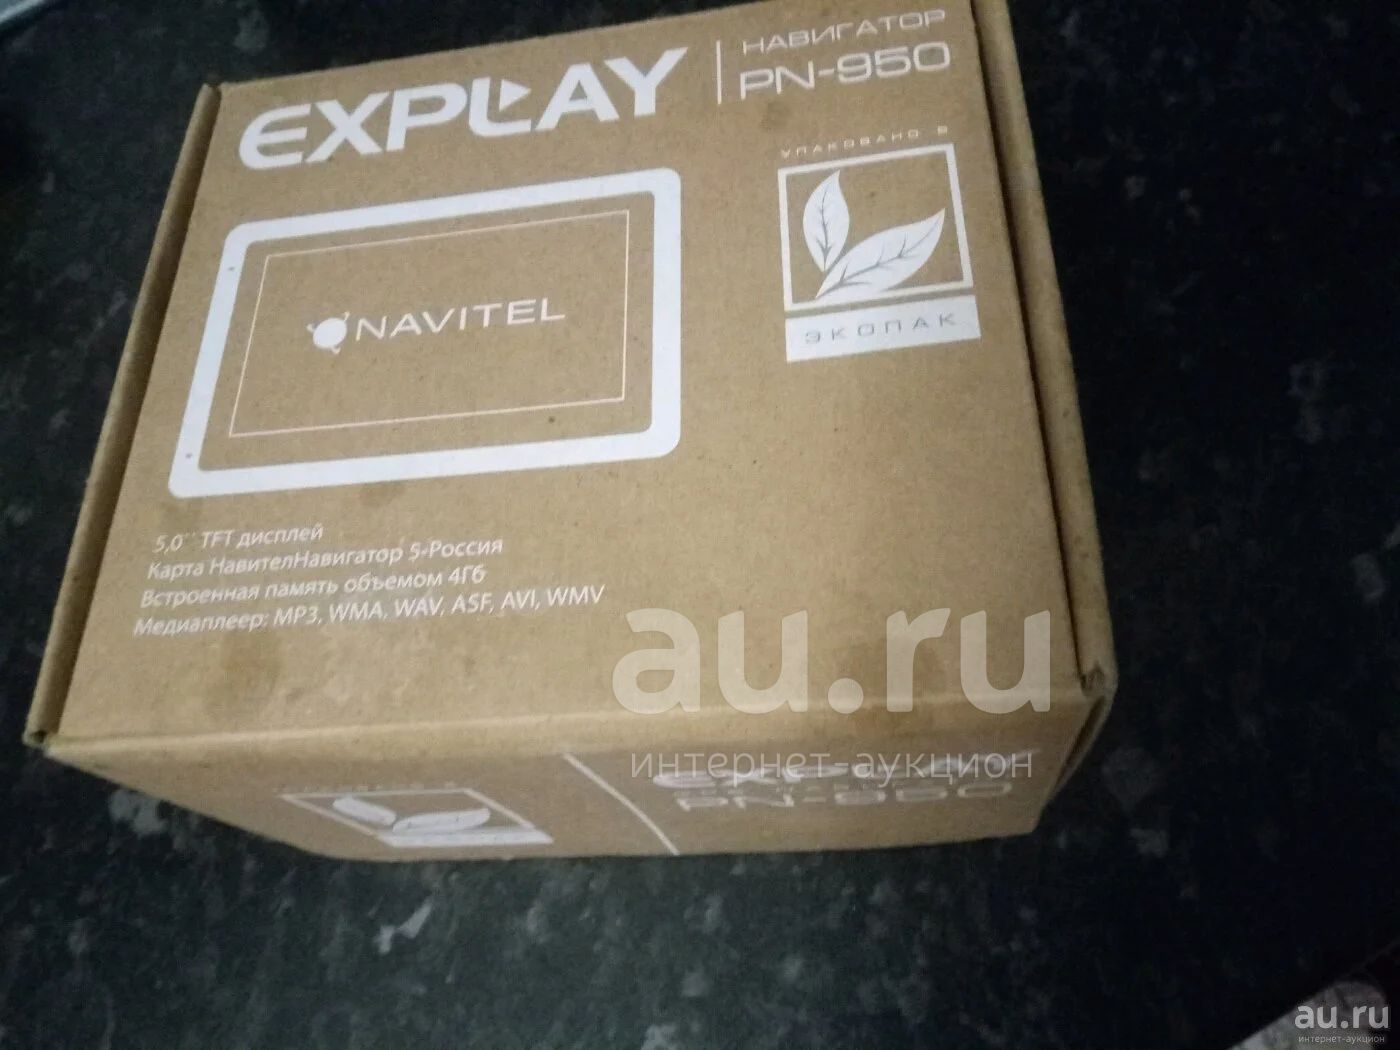 EXPLAY
НАВИГАТОР
PN-950
УПАКОВАНО В
NAVITEL
ЭКОПАК
5,0'' TFT дисплей
Карта НавителНавигатор 5-Россия
Встроенная память объемом 4Гб
Медиаплеер: MP3, WMA, WAV, ASF, AVI, WMV
au.ru
интернет-аукцион
EXPLAY
PN-950
au.ru
интернет-аукцион